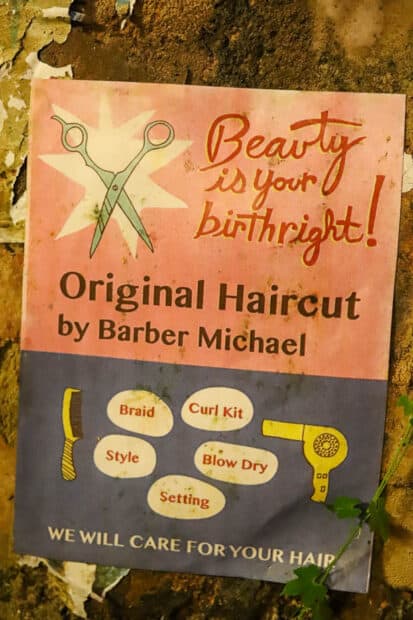 Beauty
is your
birthright!
Original Haircut
by Barber Michael
Braid
Curl Kit
Style
Blow Dry
Setting
WE WILL CARE FOR YOUR HAIR